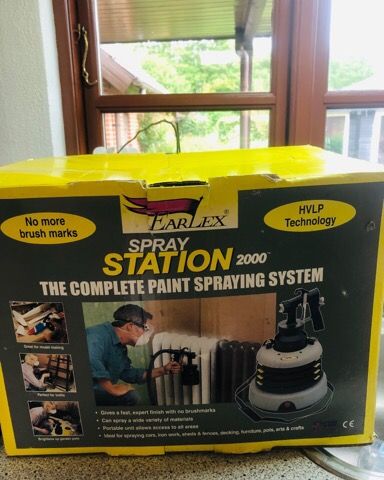 No more
brush marks
EARLEX®
HVLP
Technology
SPRAY
STATION 2000™
THE COMPLETE PAINT SPRAYING SYSTEM
Great for model making
Perfect for trellis
Brightens up garden pots
• Gives a fast, expert finish with no brushmarks
• Can spray a wide variety of materials
• Portable unit allows access to all areas
• Ideal for spraying cars, iron work, sheds & fences, decking, furniture, pots, arts & crafts
CE